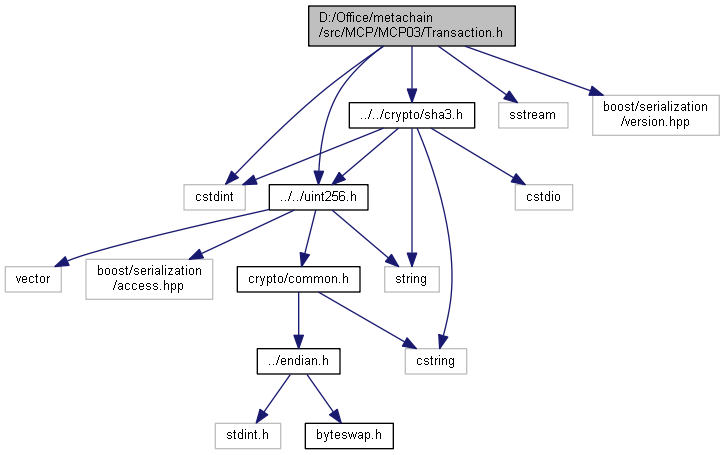 D:/Office/metachain
/src/MCP/MCP03/Transaction.h
../../crypto/sha3.h
sstream
boost/serialization
/version.hpp
cstdint
../../uint256.h
cstdio
vector
boost/serialization
/access.hpp
crypto/common.h
string
../endian.h
cstring
stdint.h
byteswap.h